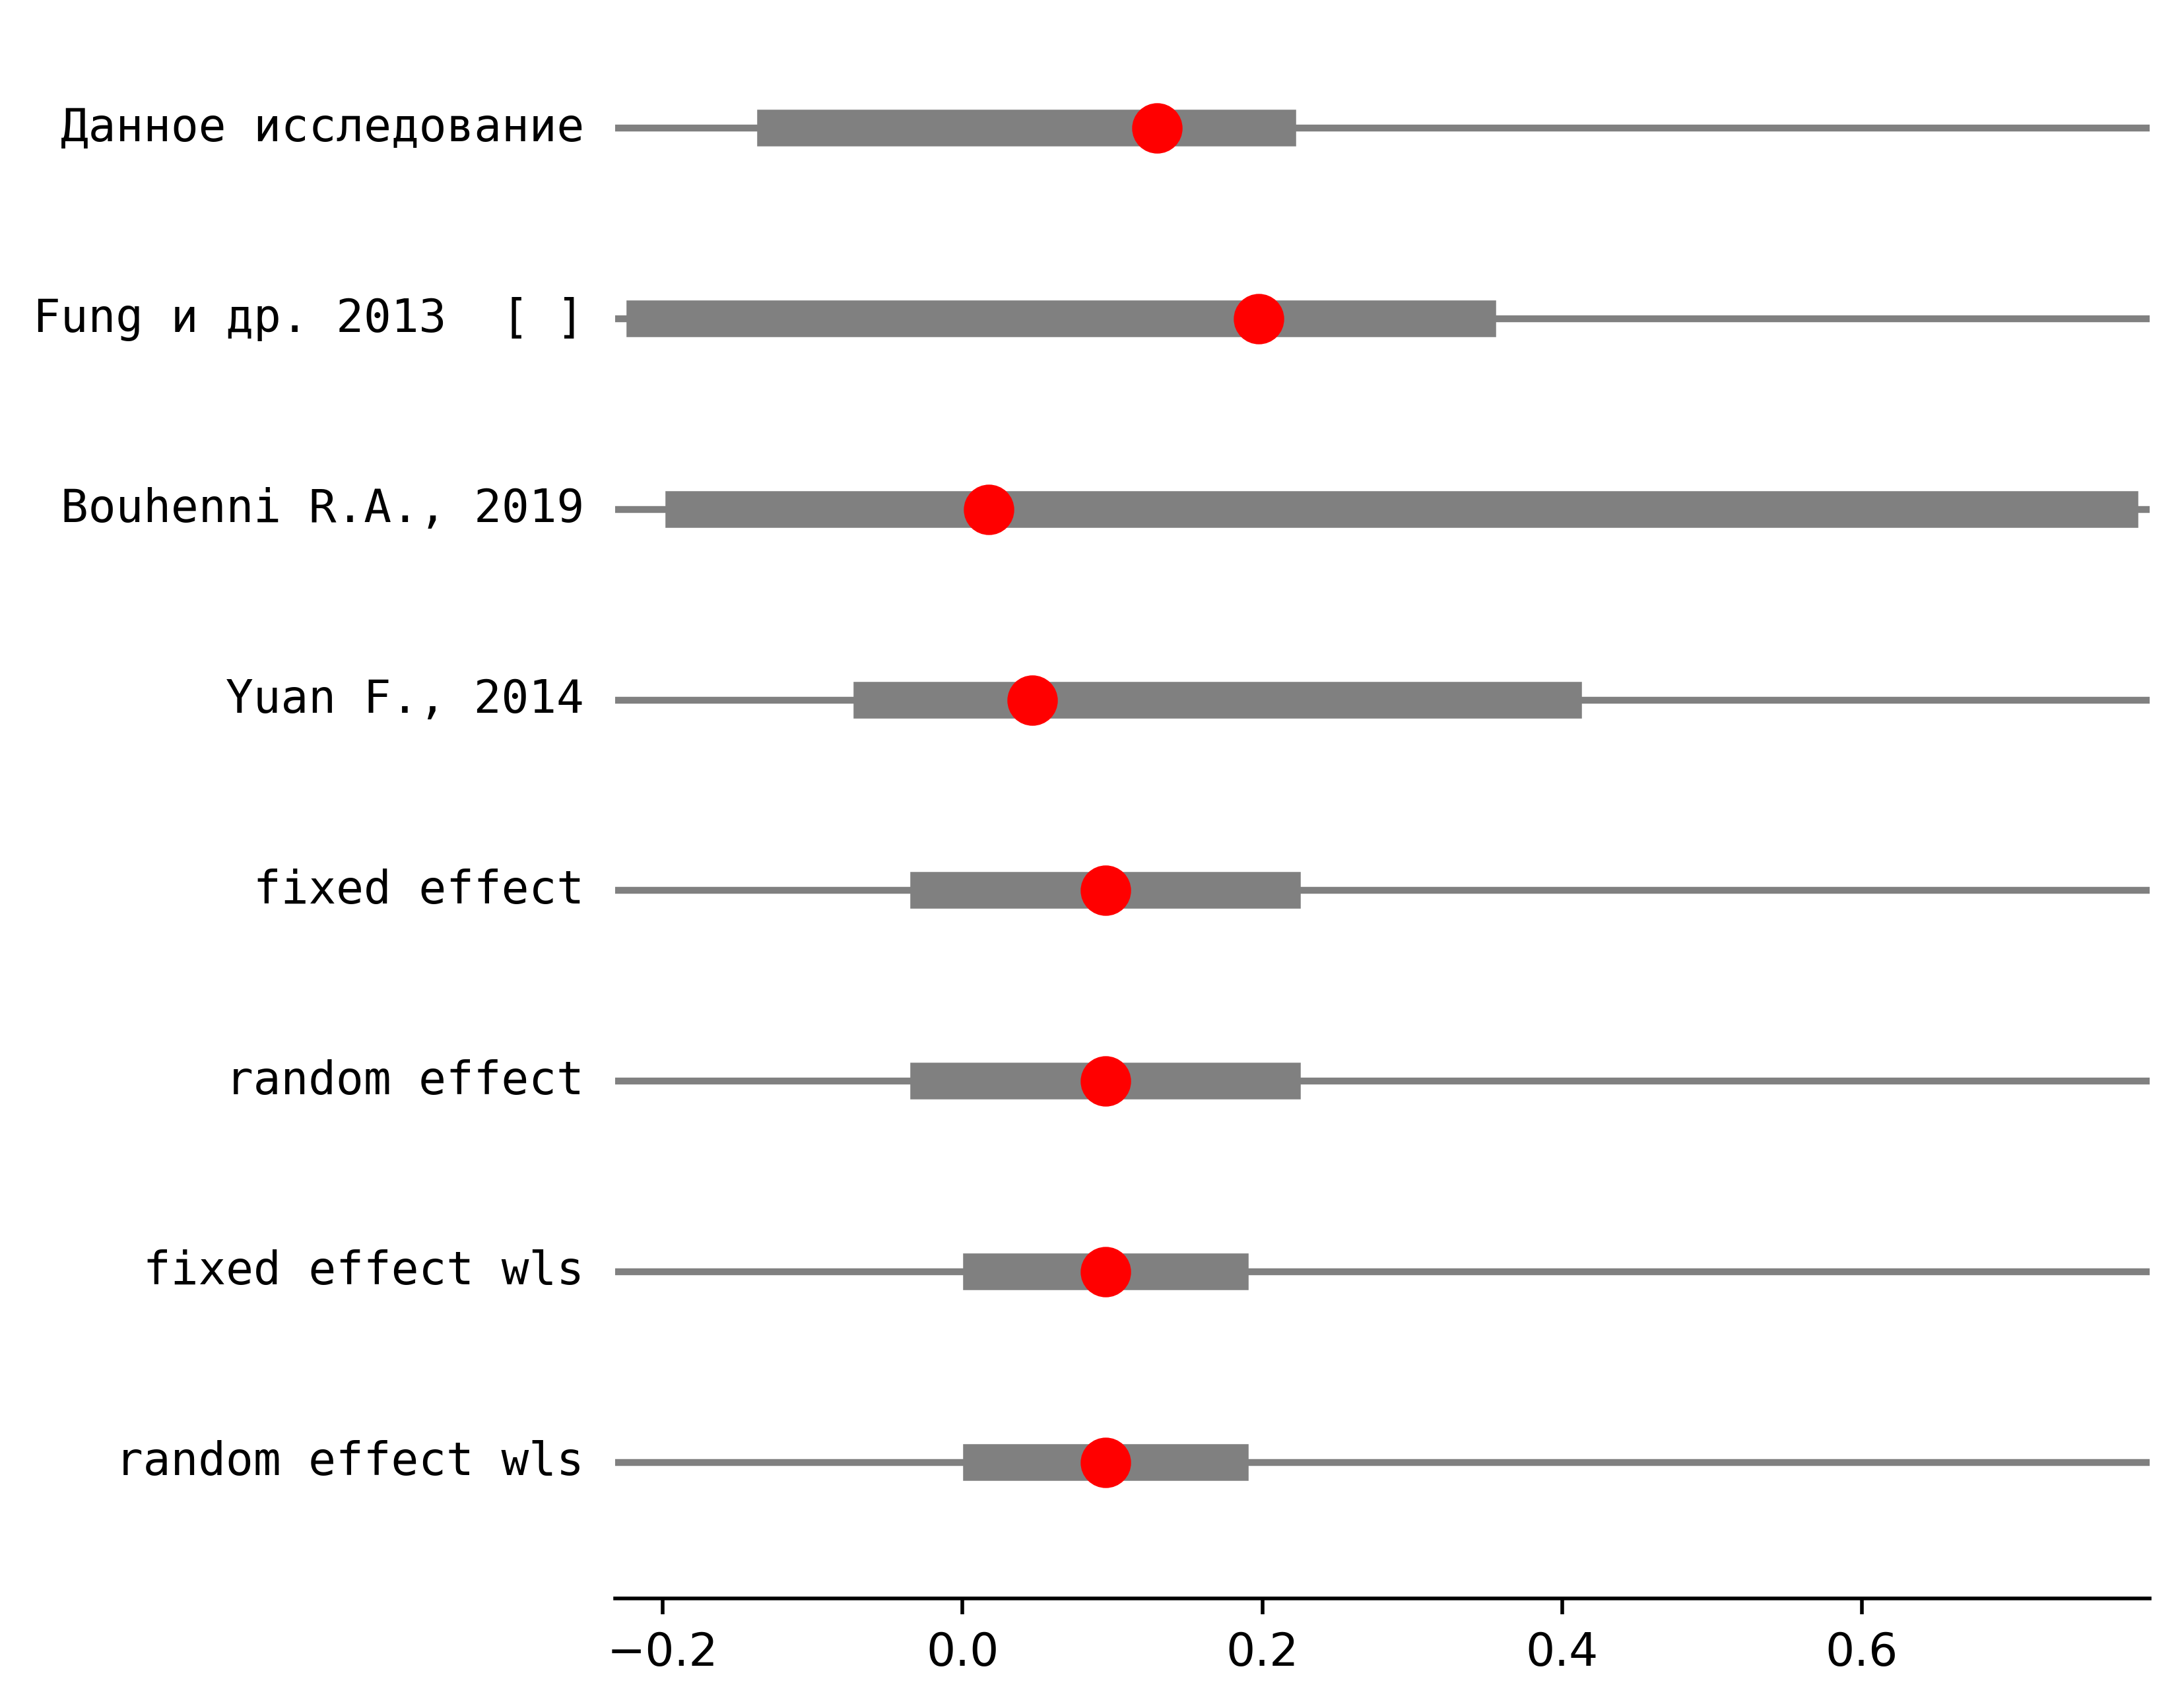 Данное исследование
Fung и др. 2013  [ ]
Bouhenni R.A., 2019
Yuan F., 2014
fixed effect
random effect
fixed effect wls
random effect wls
−0.2 0.0 0.2 0.4 0.6